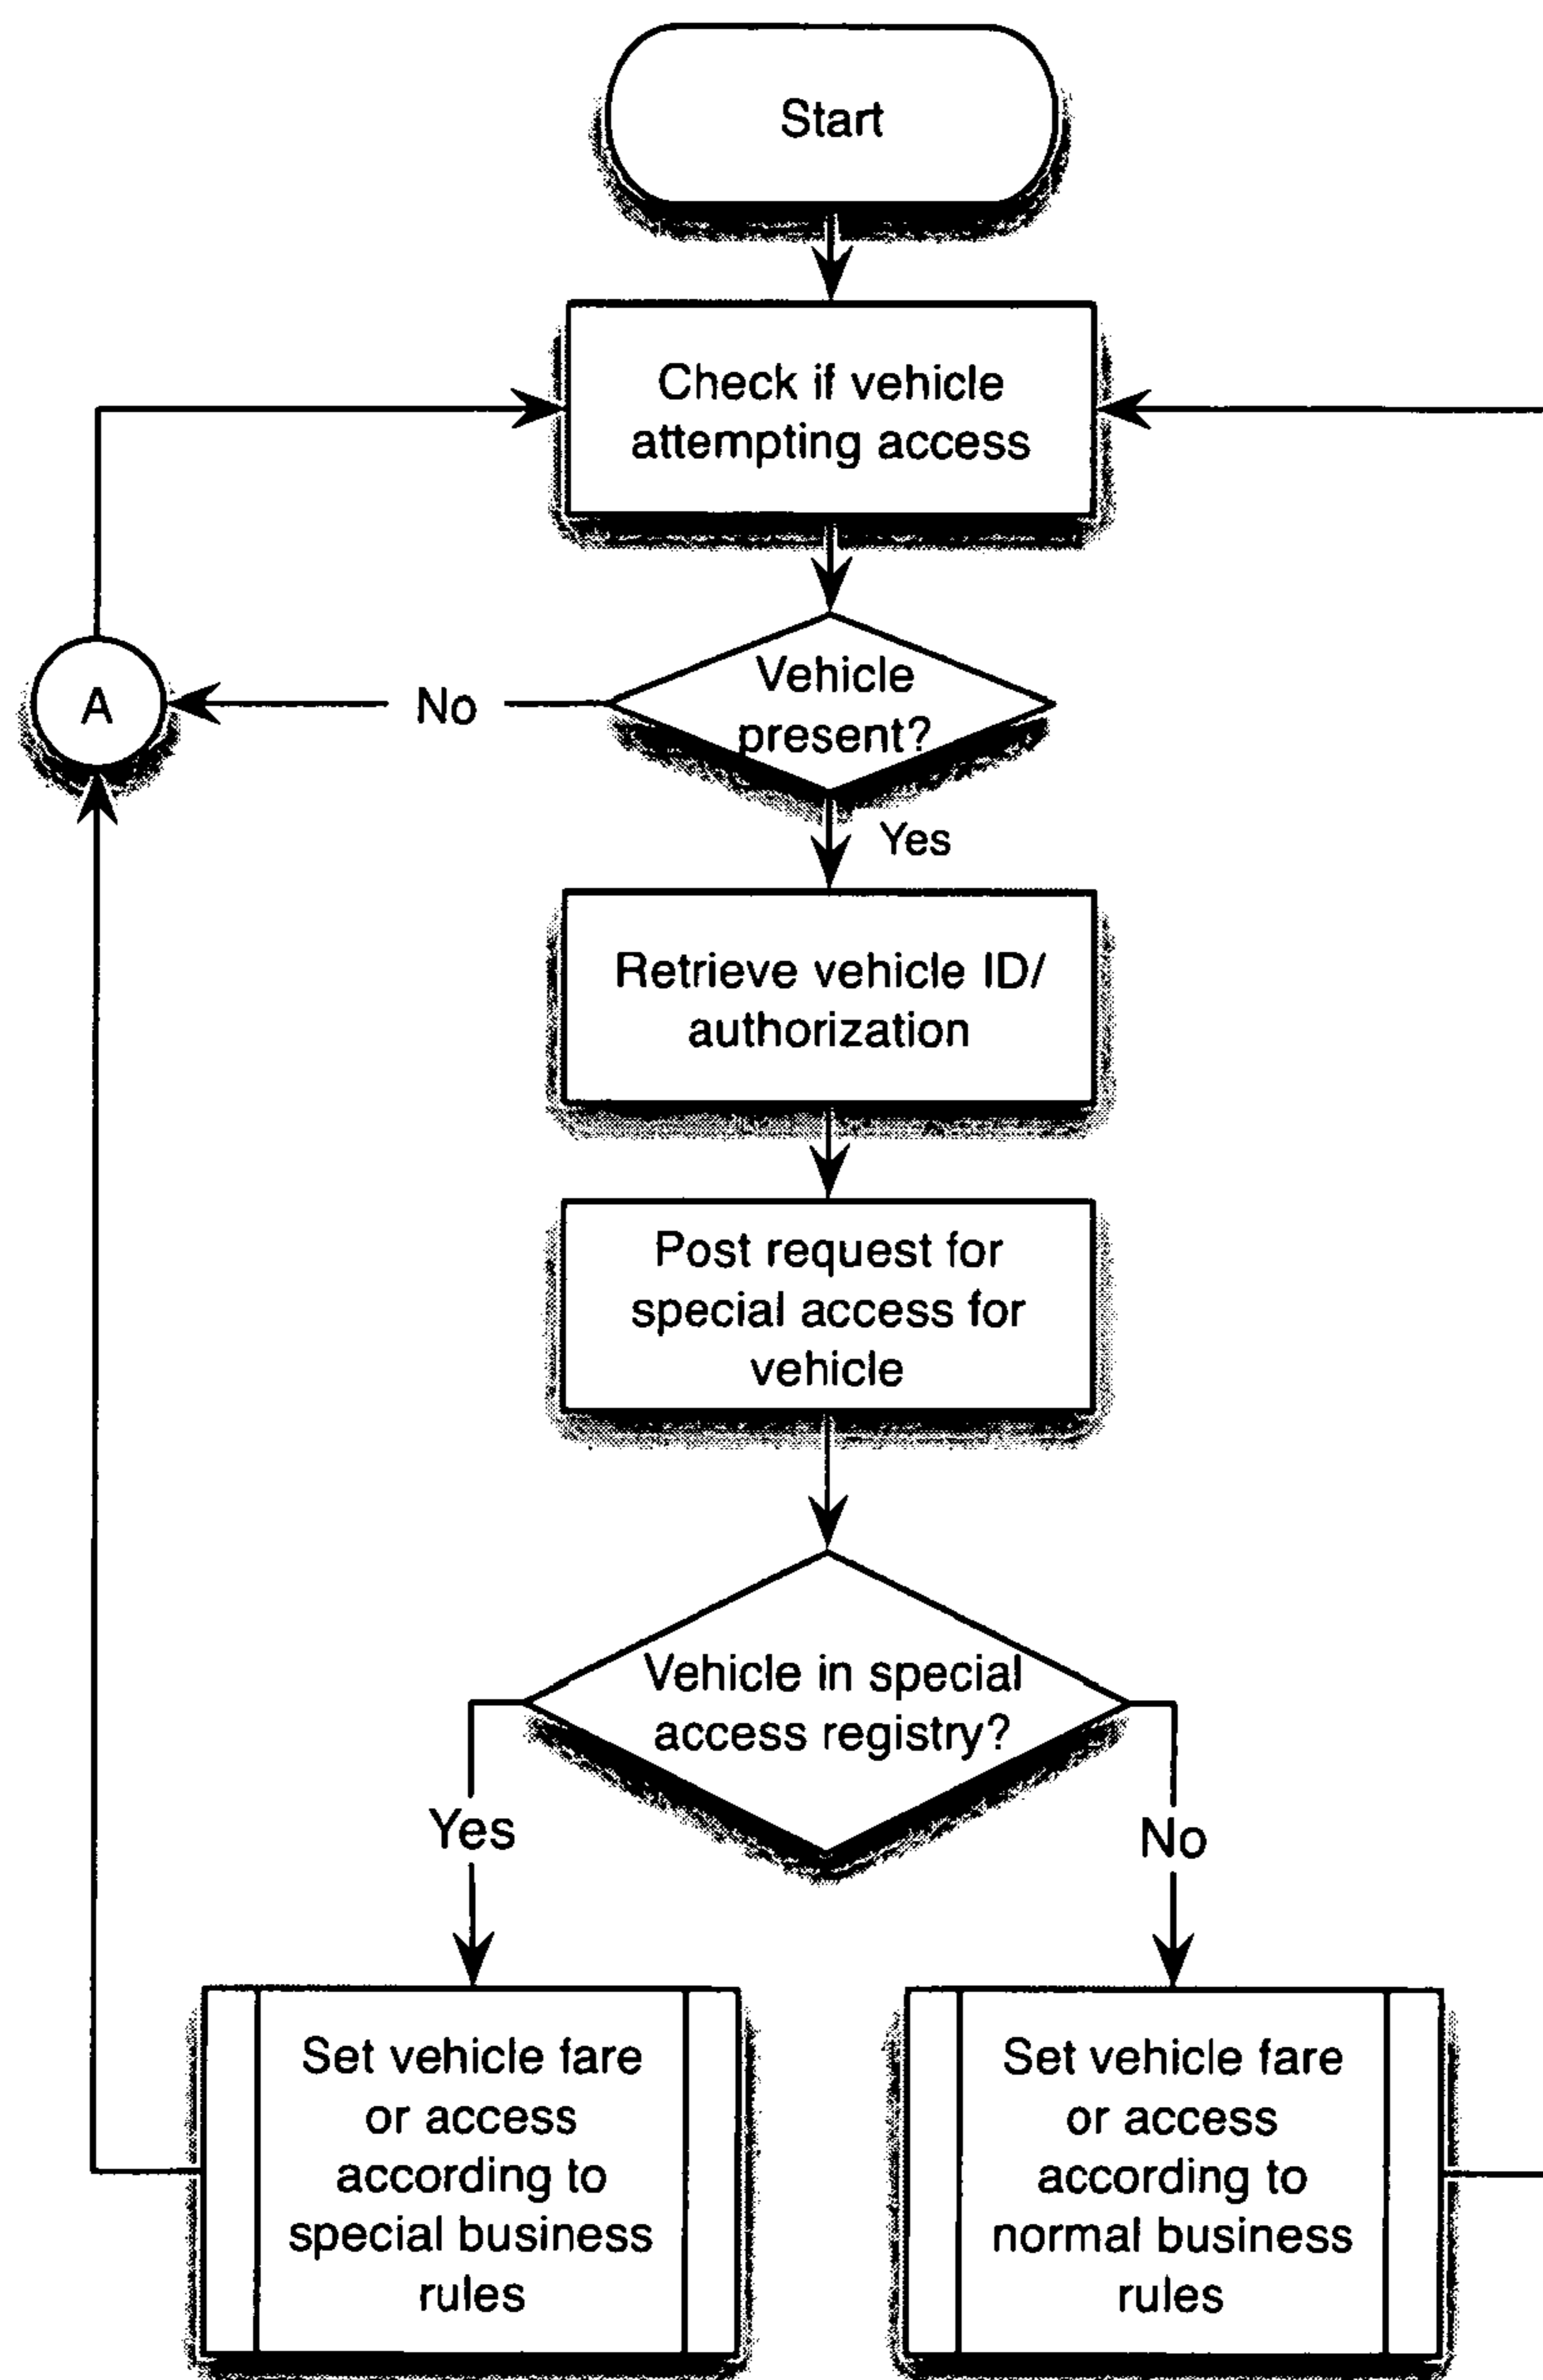 Start
Check if vehicle
attempting access
Vehicle
present?
No
A
Yes
Retrieve vehicle ID/
authorization
Post request for
special access for
vehicle
Vehicle in special
access registry?
Yes
No
Set vehicle fare
or access
according to
special business
rules
Set vehicle fare
or access
according to
normal business
rules